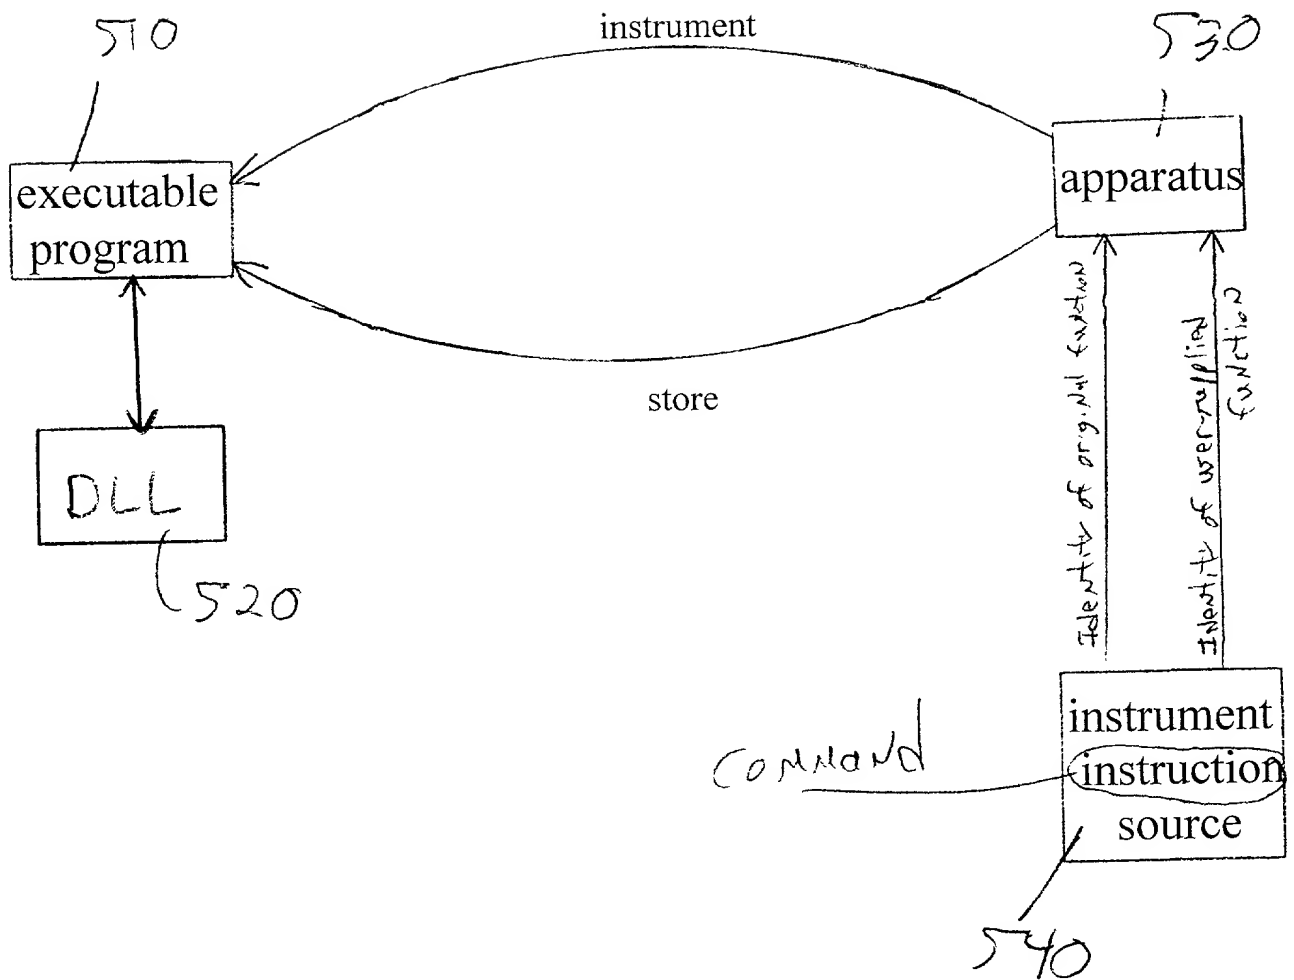 510
instrument
530
executable
program
apparatus
store
DLL
520
Identity of original function
Identity of user-supplied
function
instrument
instruction
source
command
540